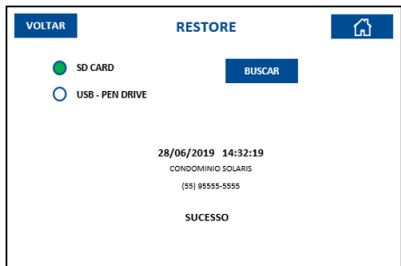 VOLTAR
RESTORE
SD CARD
BUSCAR
USB - PEN DRIVE
28/06/2019 14:32:19
CONDOMINIO SOLARIS
(55) 95555-5555
SUCESSO